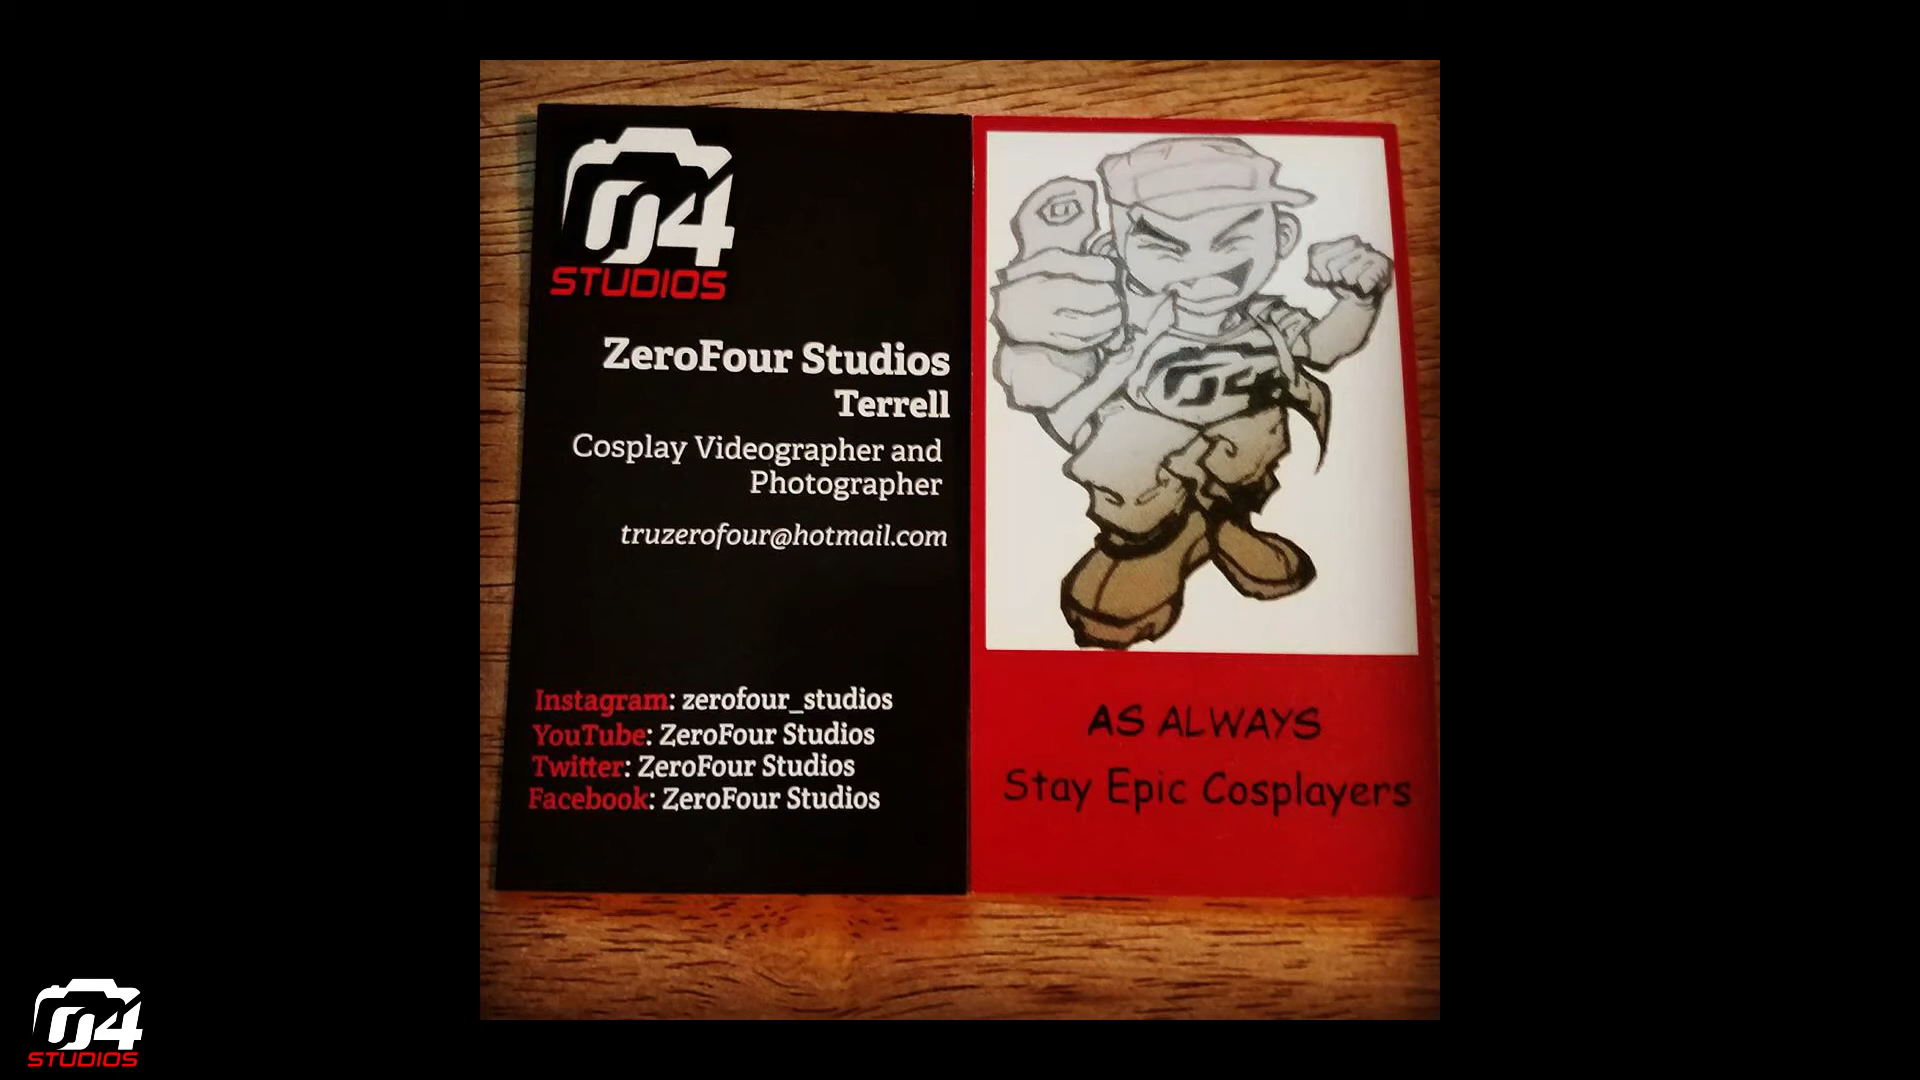 04
STUDIOS
ZeroFour Studios
Terrell
Cosplay Videographer and
Photographer
truzerofour@hotmail.com
Instagram: zerofour_studios
YouTube: ZeroFour Studios
Twitter: ZeroFour Studios
Facebook: ZeroFour Studios
04
AS ALWAYS
Stay Epic Cosplayers
04
STUDIOS